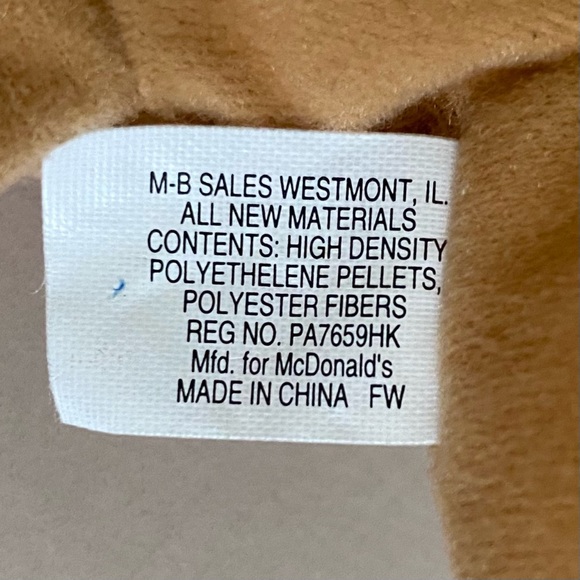 M-B SALES WESTMONT, IL.
ALL NEW MATERIALS
CONTENTS: HIGH DENSITY
POLYETHELENE PELLETS,
POLYESTER FIBERS
REG NO. PA7659HK
Mfd. for McDonald's
MADE IN CHINA FW